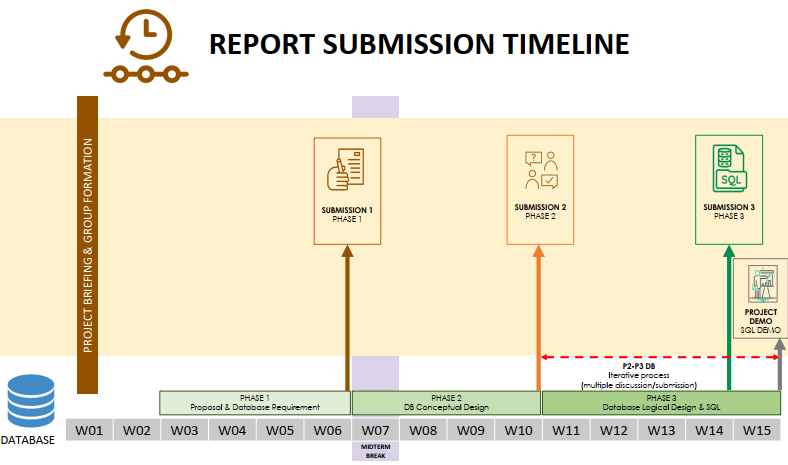 REPORT SUBMISSION TIMELINE
PROJECT BRIEFING & GROUP FORMATION
SUBMISSION 1
PHASE 1
?
SUBMISSION 2
PHASE 2
SQL
SUBMISSION 3
PHASE 3
PROJECT
DEMO
SQL DEMO
P2-P3 DB
Iterative process
(multiple discussion/submission)
PHASE 1
Proposal & Database Requirement
PHASE 2
DB Conceptual Design
PHASE 3
Database Logical Design & SQL
DATABASE
W01 W02 W03 W04 W05 W06 W07 W08 W09 W10 W11 W12 W13 W14 W15
MIDTERM
BREAK